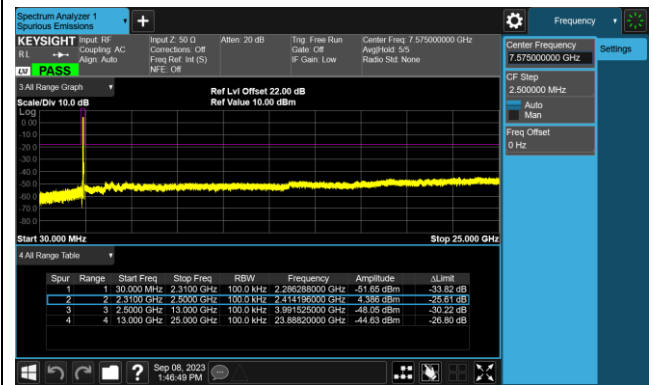 Spectrum Analyzer 1
Spurious Emissions
Frequency
KEYSIGHT
R L
LXI
PASS
Input: RF
Coupling: AC
Align: Auto
Input Z: 50 Ω
Corrections: Off
Freq Ref: Int (S)
NFE: Off
Atten: 20 dB
Trig: Free Run
Gate: Off
IF Gain: Low
Center Freq: 7.575000000 GHz
Avg|Hold: 5/5
Radio Std: None
Center Frequency
7.575000000 GHz
Settings
CF Step
2.500000 MHz
Auto
Man
Freq Offset
0 Hz
3 All Range Graph
Scale/Div 10.0 dB
Ref Lvl Offset 22.00 dB
Ref Value 10.00 dBm
Log
0.00
-10.0
-20.0
-30.0
-40.0
-50.0
-60.0
-70.0
-80.0
Start 30.000 MHz
Stop 25.000 GHz
4 All Range Table
Spur Range Start Freq Stop Freq RBW Frequency Amplitude ΔLimit
1 1 30.000 MHz 2.3100 GHz 100.0 kHz 2.286288000 GHz -51.65 dBm -33.82 dB
2 2 2.3100 GHz 2.5000 GHz 100.0 kHz 2.414196000 GHz 4.386 dBm -25.61 dB
3 3 2.5000 GHz 13.000 GHz 100.0 kHz 3.991525000 GHz -48.05 dBm -30.22 dB
4 4 13.000 GHz 25.000 GHz 100.0 kHz 23.88820000 GHz -44.63 dBm -26.80 dB
?
Sep 08, 2023
1:46:49 PM